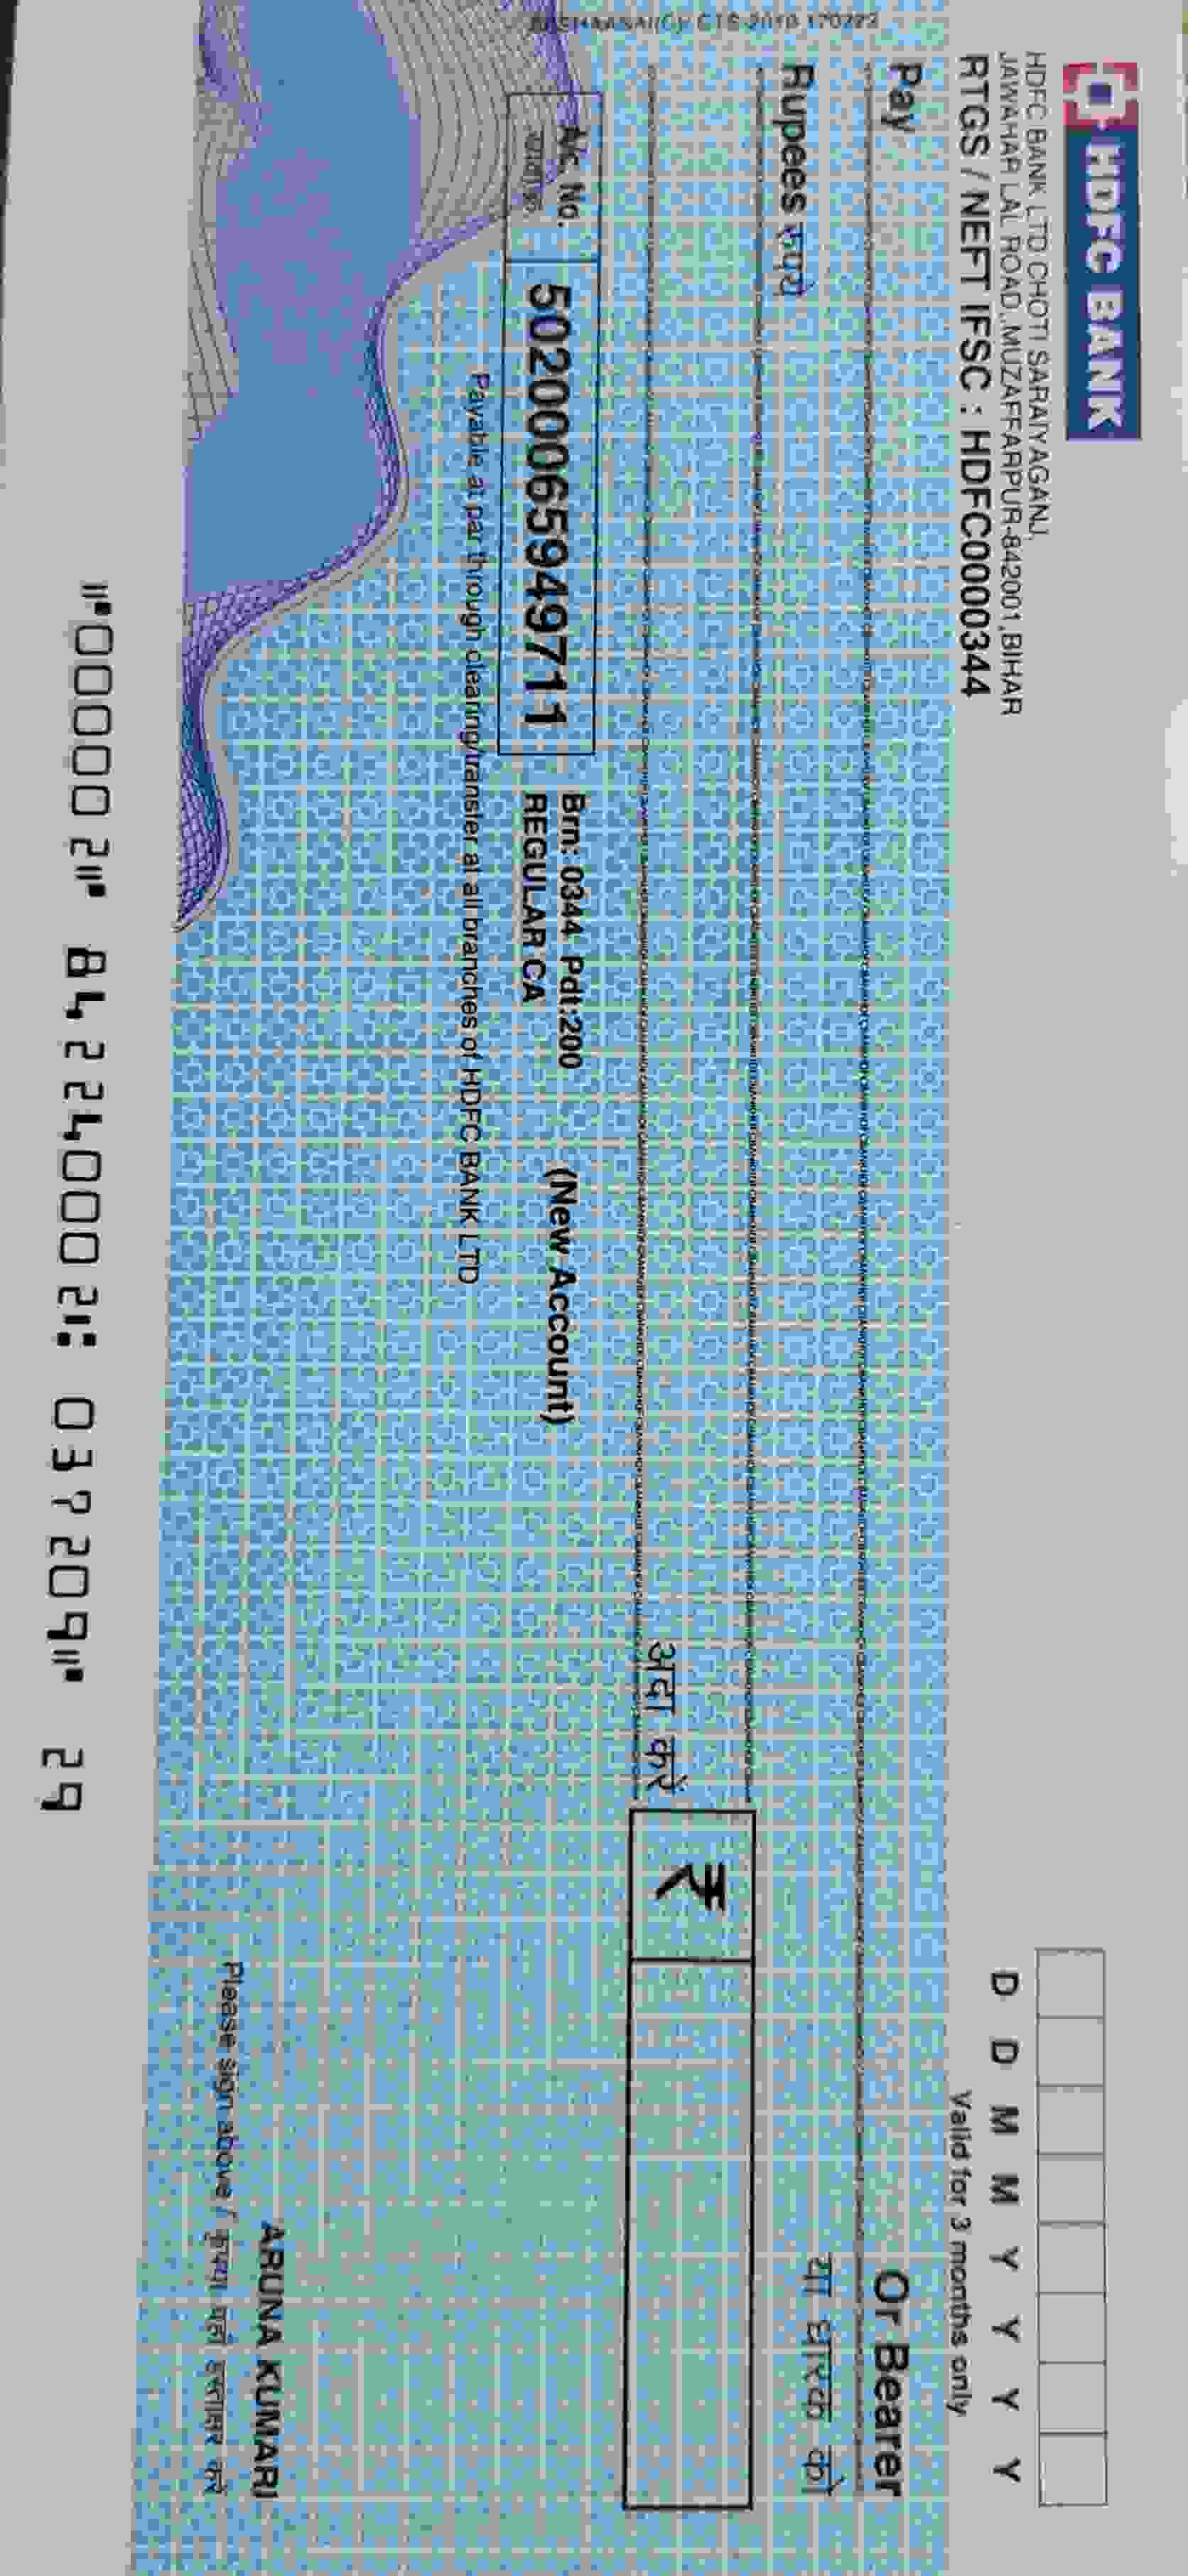 HDFC BANK
HDFC BANK LTD CHOTI SARAIYAGANJ,
JAWAHAR LAL ROAD, MUZAFFARPUR-842001,BIHAR
RTGS / NEFT IFSC : HDFC0000344
D D M M Y Y Y Y
Valid for 3 months only
Pay
Or Bearer
या धारक को
Rupees रुपये
अदा करें
₹
A/c. No.
50200065949711
Brn: 0344 Pdt:200
REGULAR CA
(New Account)
Payable at par through clearing/transfer at all branches of HDFC BANK LTD
ARUNA KUMARI
Please sign above / कृपया यहाँ हस्ताक्षर करें
CTS-2010 170222
⑈000002⑈ 842240002⑆ 037209⑈ 29